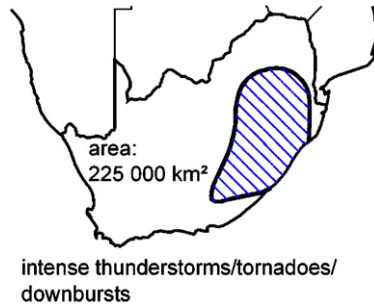 area:
225 000 km²
intense thunderstorms/tornadoes/
downbursts